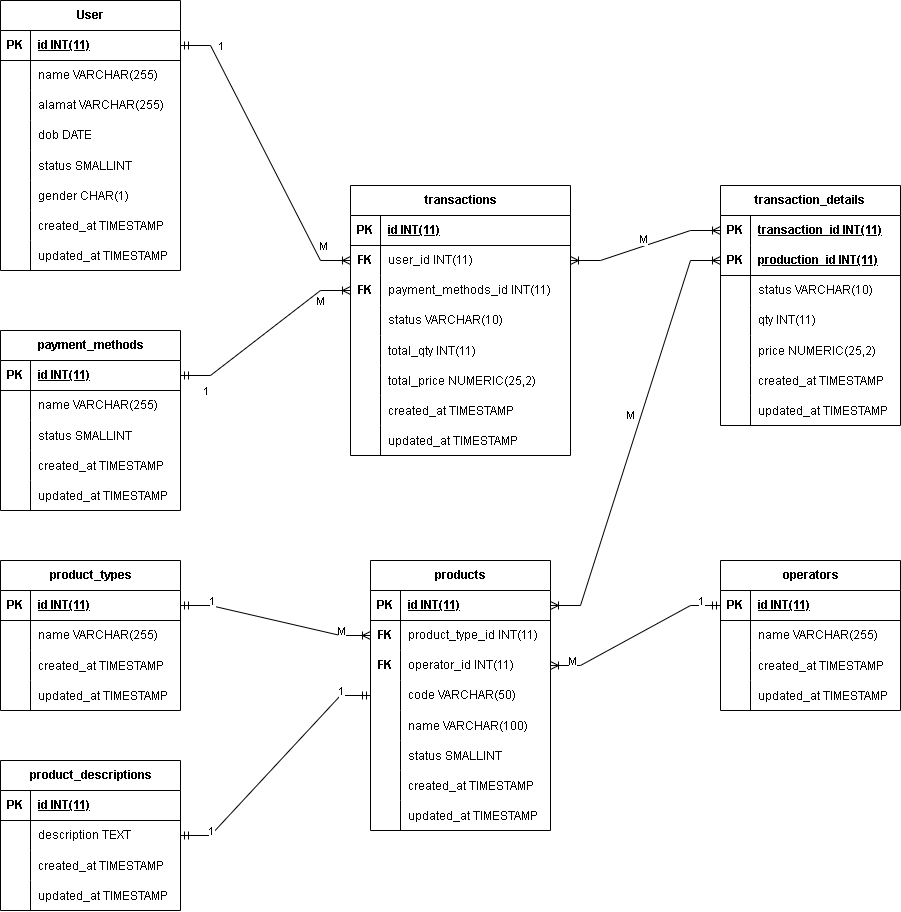 User
PK id INT(11)
name VARCHAR(255)
alamat VARCHAR(255)
dob DATE
status SMALLINT
gender CHAR(1)
created_at TIMESTAMP
updated_at TIMESTAMP
1
M
payment_methods
PK id INT(11)
name VARCHAR(255)
status SMALLINT
created_at TIMESTAMP
updated_at TIMESTAMP
1
M
transactions
PK id INT(11)
FK user_id INT(11)
FK payment_methods_id INT(11)
status VARCHAR(10)
total_qty INT(11)
total_price NUMERIC(25,2)
created_at TIMESTAMP
updated_at TIMESTAMP
M
transaction_details
PK transaction_id INT(11)
PK production_id INT(11)
status VARCHAR(10)
qty INT(11)
price NUMERIC(25,2)
created_at TIMESTAMP
updated_at TIMESTAMP
M
product_types
PK id INT(11)
name VARCHAR(255)
created_at TIMESTAMP
updated_at TIMESTAMP
1
M
products
PK id INT(11)
FK product_type_id INT(11)
FK operator_id INT(11)
code VARCHAR(50)
name VARCHAR(100)
status SMALLINT
created_at TIMESTAMP
updated_at TIMESTAMP
M
1
operators
PK id INT(11)
name VARCHAR(255)
created_at TIMESTAMP
updated_at TIMESTAMP
1
1
product_descriptions
PK id INT(11)
description TEXT
created_at TIMESTAMP
updated_at TIMESTAMP